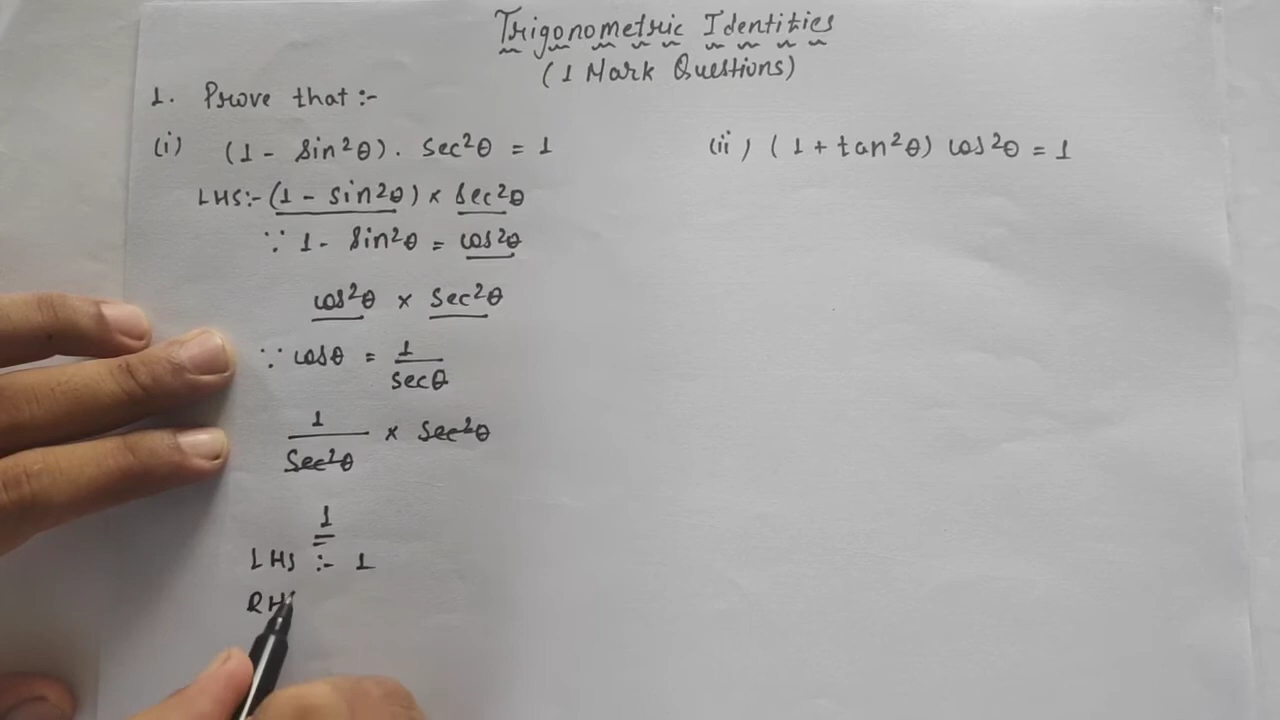 Trigonometric Identities
(1 Mark Questions)
1. Prove that :-
(i) (1 - sin²θ). sec²θ = 1
LHS:- (1 - sin²θ) × sec²θ
∵ 1 - sin²θ = cos²θ
cos²θ × sec²θ
∵ cosθ = 1/secθ
1/sec²θ × sec²θ
1
LHS :- 1
RHS
(ii) (1 + tan²θ) cos²θ = 1